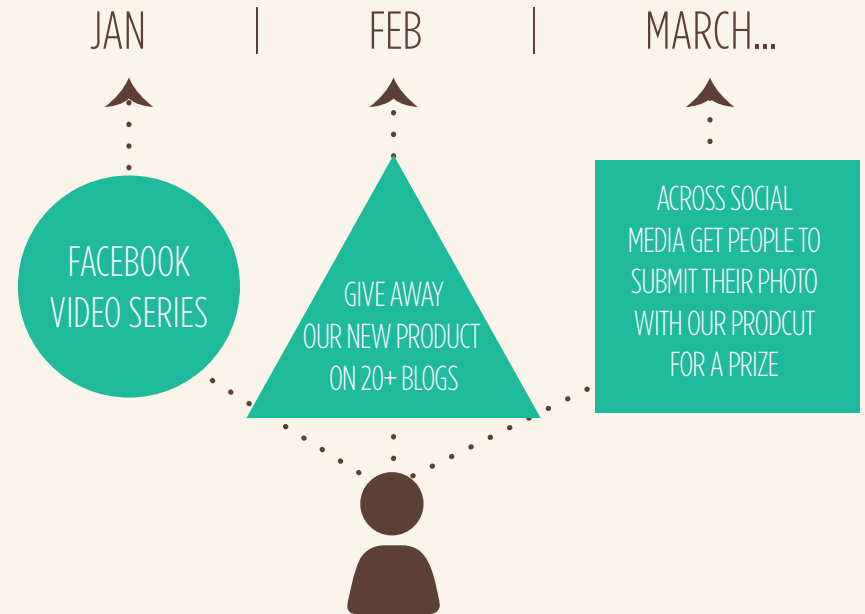 JAN | FEB | MARCH...
FACEBOOK
VIDEO SERIES
GIVE AWAY
OUR NEW PRODUCT
ON 20+ BLOGS
ACROSS SOCIAL
MEDIA GET PEOPLE TO
SUBMIT THEIR PHOTO
WITH OUR PRODCUT
FOR A PRIZE